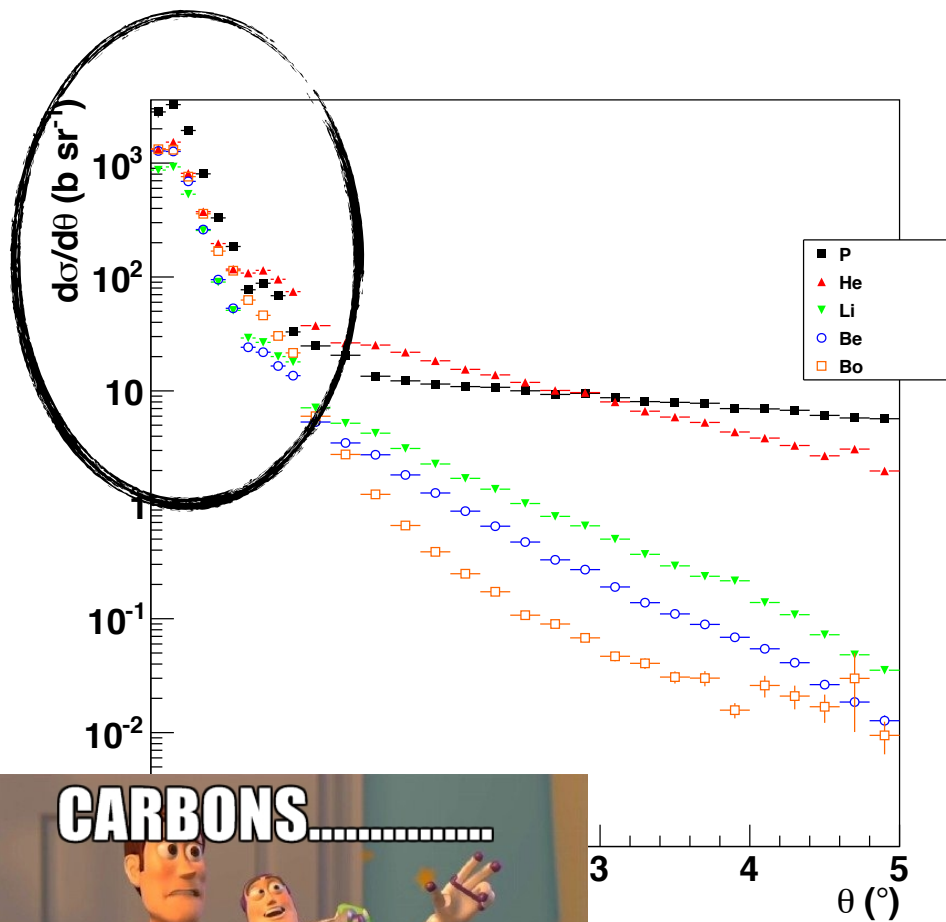 dσ/dθ (b sr⁻¹)
10³
10²
10
1
10⁻¹
10⁻²
P
He
Li
Be
Bo
3
4
5
θ (°)
CARBONS...............